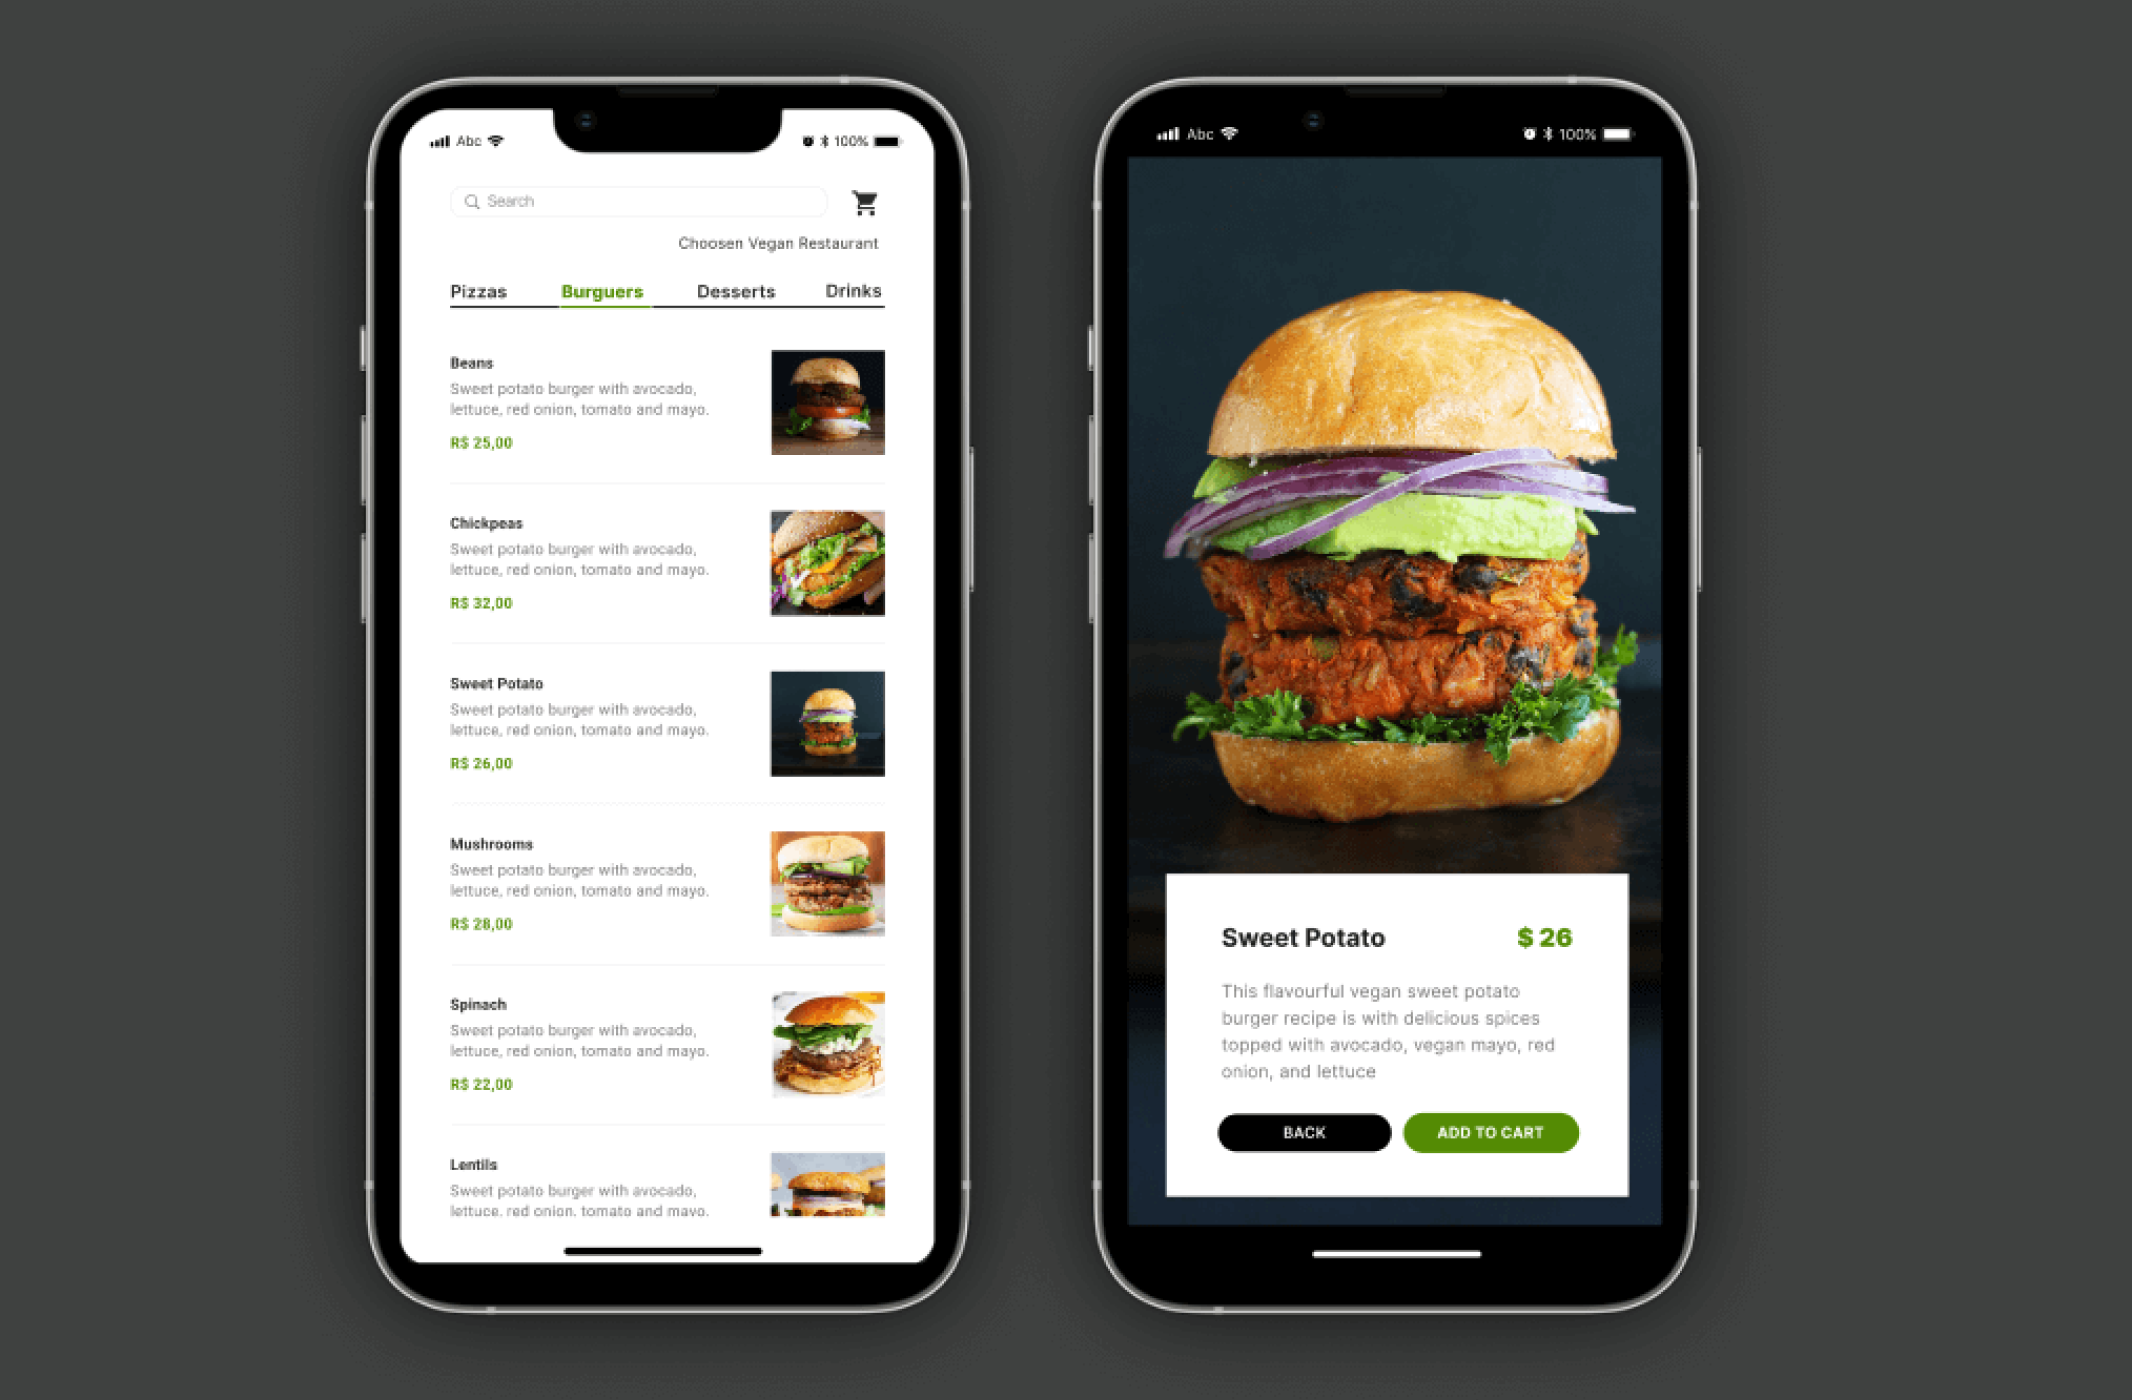 Abc
100%
Search
Choosen Vegan Restaurant
Pizzas Burguers Desserts Drinks
Beans
Sweet potato burger with avocado,
lettuce, red onion, tomato and mayo.
R$ 25,00
Chickpeas
Sweet potato burger with avocado,
lettuce, red onion, tomato and mayo.
R$ 32,00
Sweet Potato
Sweet potato burger with avocado,
lettuce, red onion, tomato and mayo.
R$ 26,00
Mushrooms
Sweet potato burger with avocado,
lettuce, red onion, tomato and mayo.
R$ 28,00
Spinach
Sweet potato burger with avocado,
lettuce, red onion, tomato and mayo.
R$ 22,00
Lentils
Sweet potato burger with avocado,
lettuce, red onion, tomato and mayo.
Abc
100%
Sweet Potato
$ 26
This flavourful vegan sweet potato
burger recipe is with delicious spices
topped with avocado, vegan mayo, red
onion, and lettuce
BACK
ADD TO CART